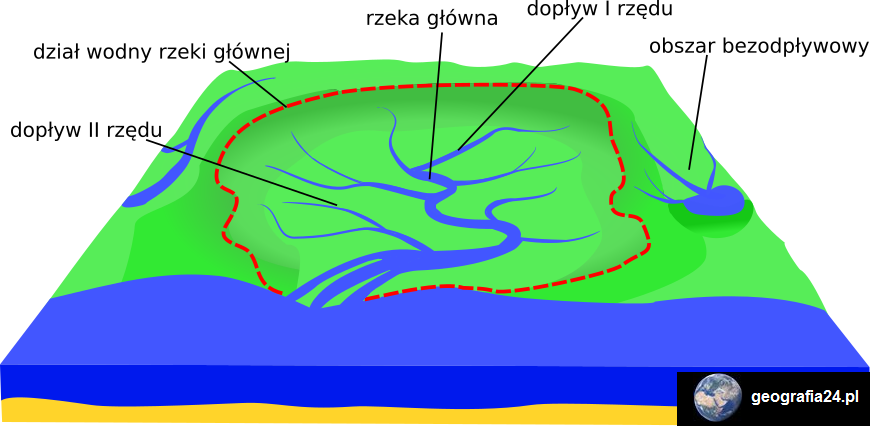 dopływ I rzędu
rzeka główna
dział wodny rzeki głównej
obszar bezodpływowy
dopływ II rzędu
geografia24.pl